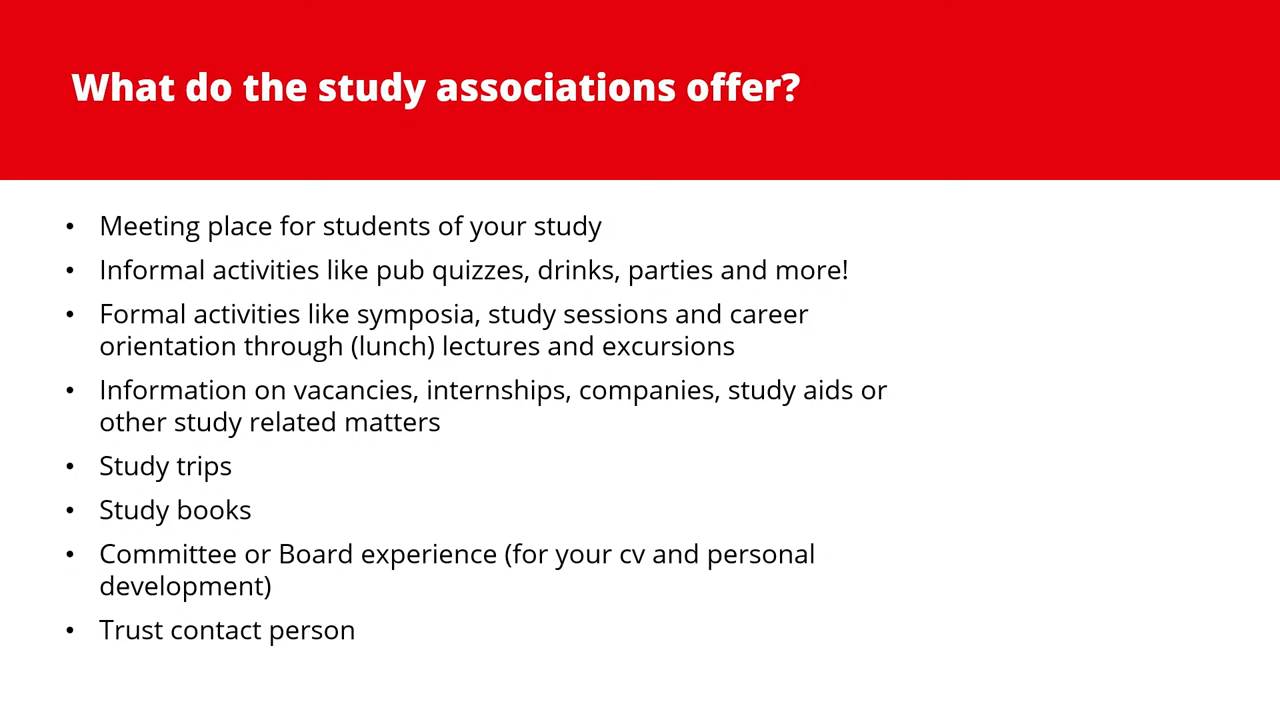 What do the study associations offer?
• Meeting place for students of your study
• Informal activities like pub quizzes, drinks, parties and more!
• Formal activities like symposia, study sessions and career
orientation through (lunch) lectures and excursions
• Information on vacancies, internships, companies, study aids or
other study related matters
• Study trips
• Study books
• Committee or Board experience (for your cv and personal
development)
• Trust contact person